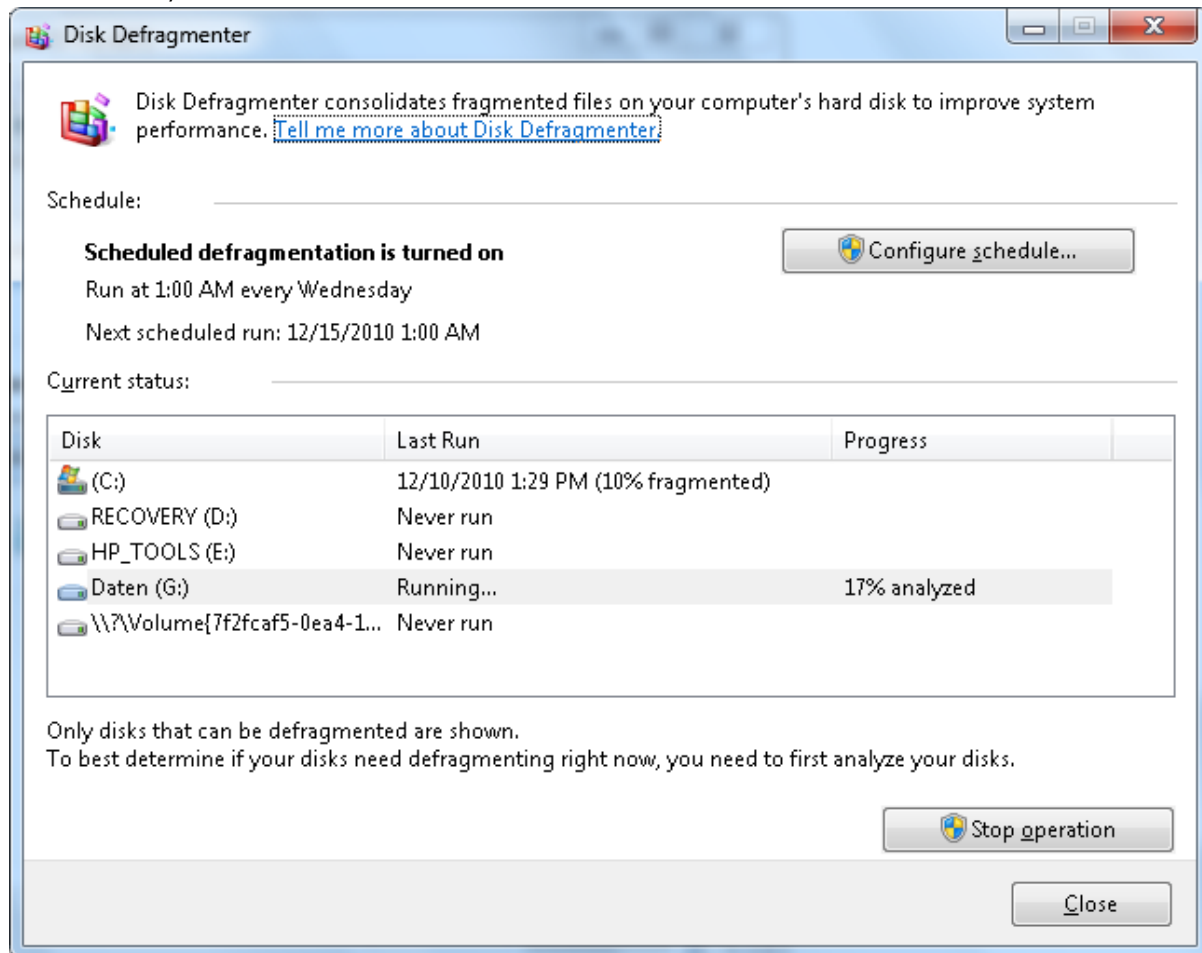 Disk Defragmenter
Disk Defragmenter consolidates fragmented files on your computer's hard disk to improve system
performance. Tell me more about Disk Defragmenter.
Schedule:
Scheduled defragmentation is turned on
Configure schedule...
Run at 1:00 AM every Wednesday
Next scheduled run: 12/15/2010 1:00 AM
Current status:
Disk Last Run Progress
(C:) 12/10/2010 1:29 PM (10% fragmented)
RECOVERY (D:) Never run
HP_TOOLS (E:) Never run
Daten (G:) Running... 17% analyzed
\\?\Volume{7f2fcaf5-0ea4-1... Never run
Only disks that can be defragmented are shown.
To best determine if your disks need defragmenting right now, you need to first analyze your disks.
Stop operation
Close